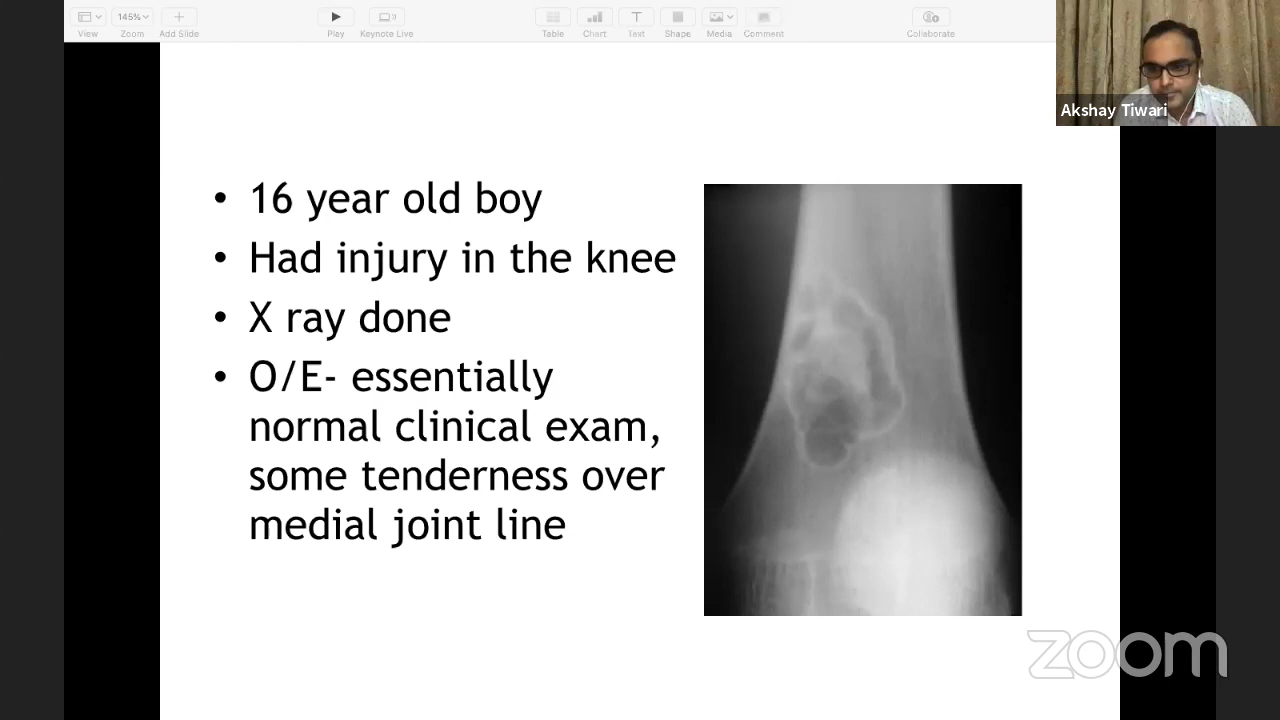 145%
View
Zoom
Add Slide
Play
Keynote Live
Table
Chart
T
Text
Shape
Media
Comment
Collaborate
Akshay Tiwari
• 16 year old boy
• Had injury in the knee
• X ray done
• O/E- essentially
normal clinical exam,
some tenderness over
medial joint line
zoom